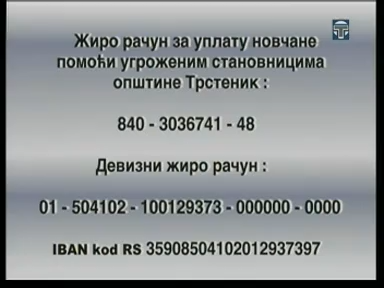 Жиро рачун за уплату новчане
помоћи угроженим становницима
општине Трстеник :
840 - 3036741 - 48
Девизни жиро рачун :
01 - 504102 - 100129373 - 000000 - 0000
IBAN kod RS 35908504102012937397